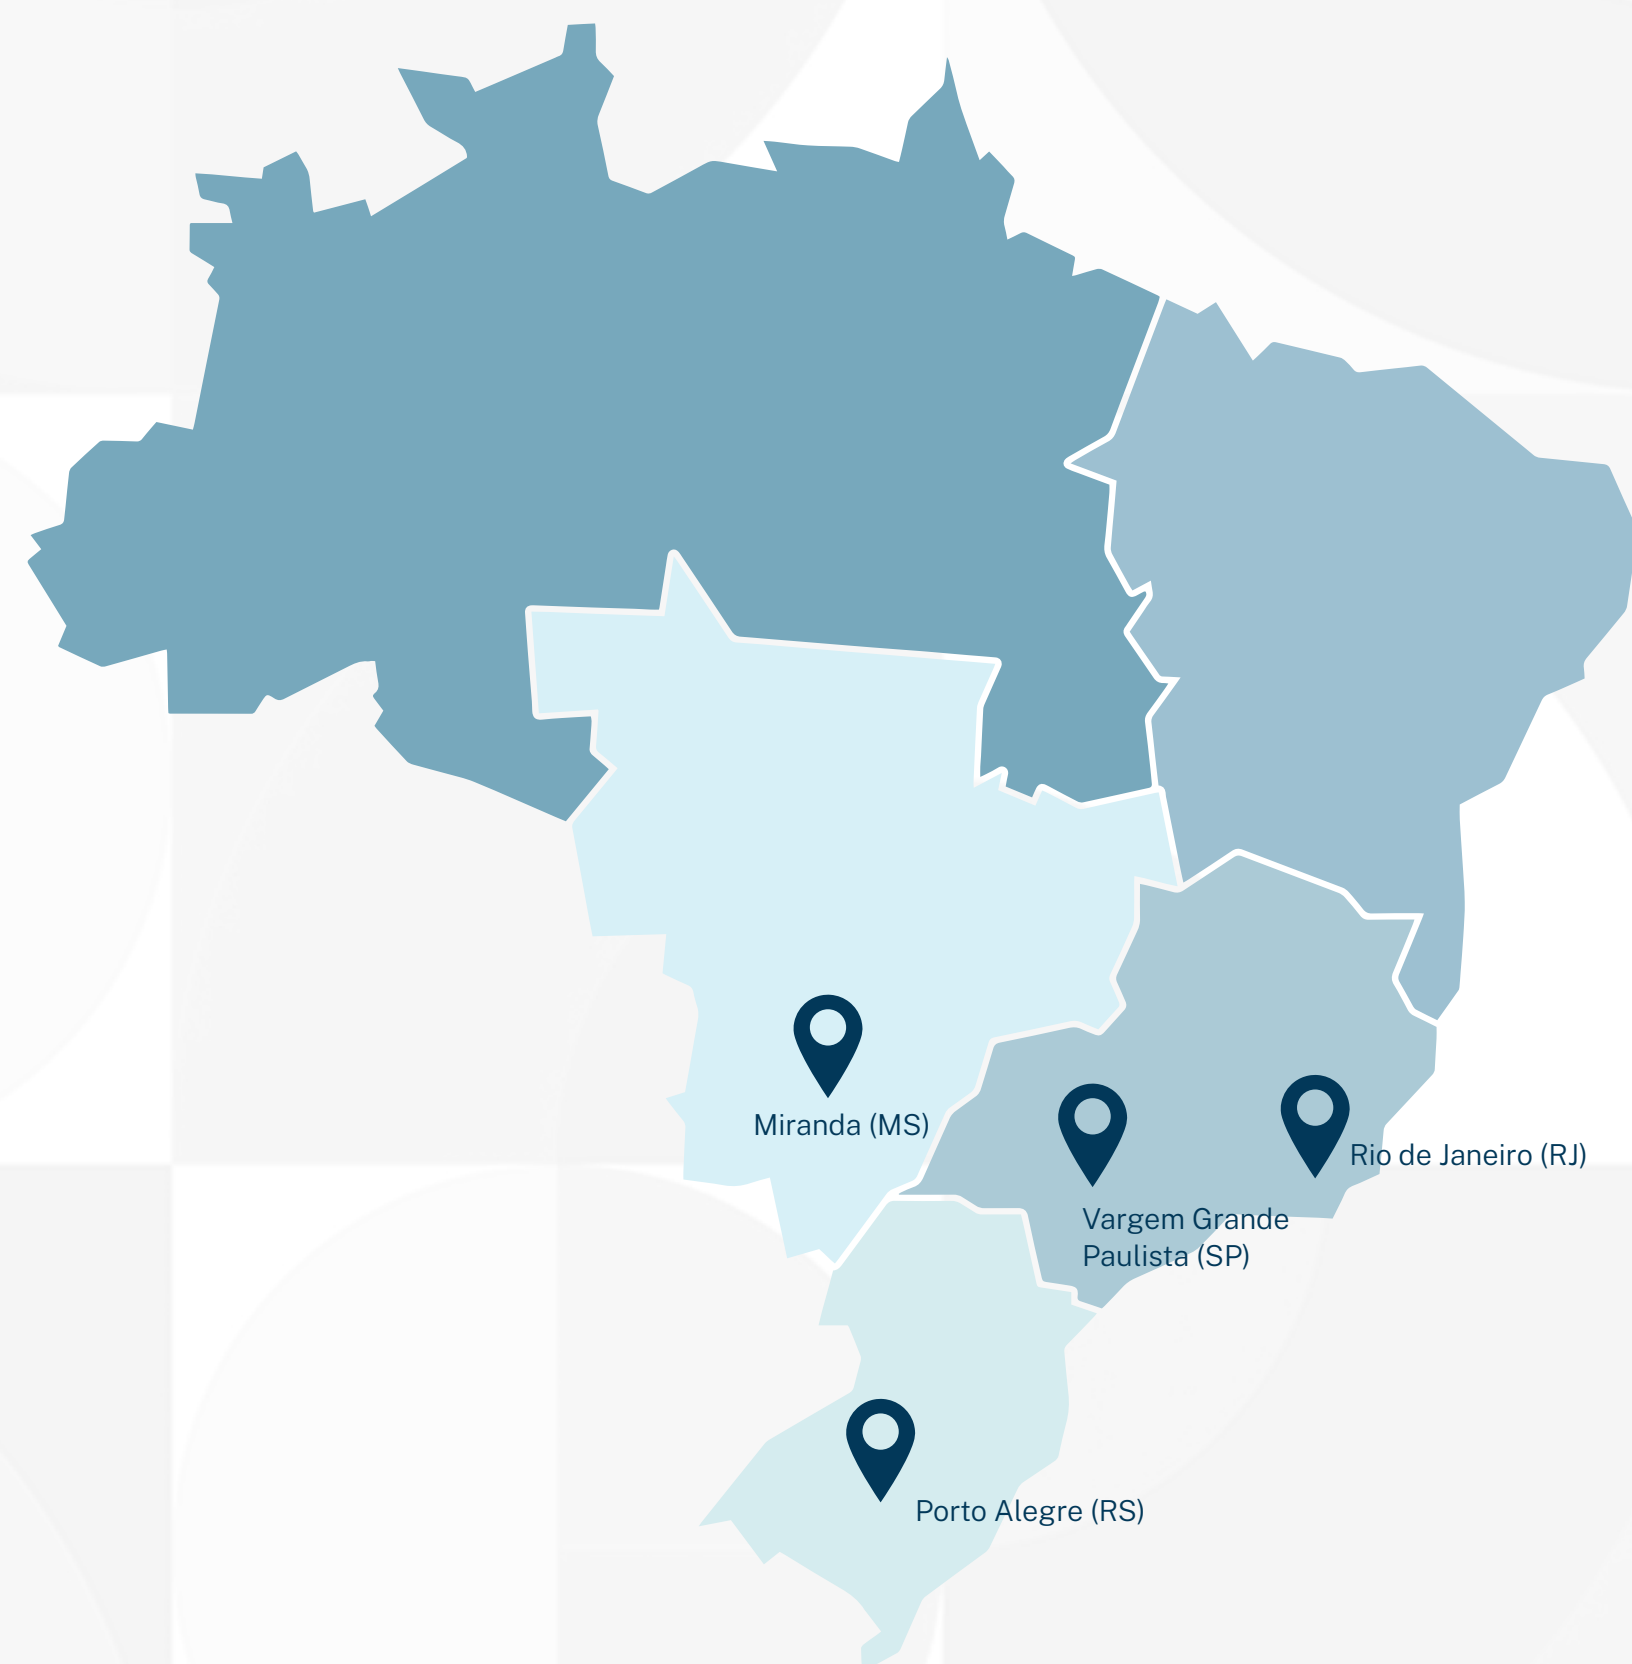 Miranda (MS)
Rio de Janeiro (RJ)
Vargem Grande
Paulista (SP)
Porto Alegre (RS)